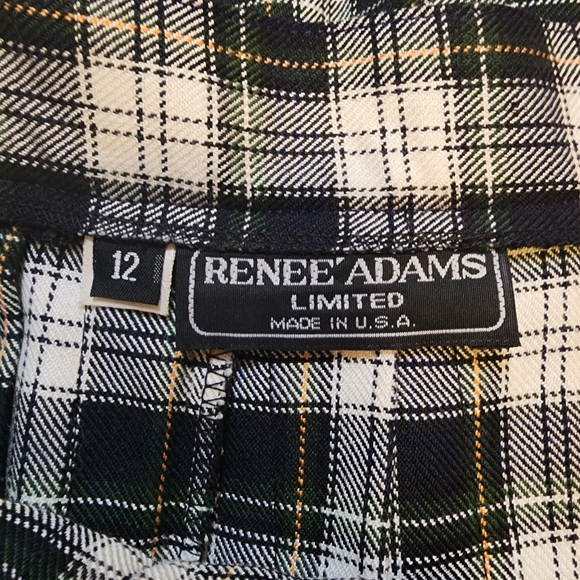 12
RENEE' ADAMS
LIMITED
MADE IN U.S.A.